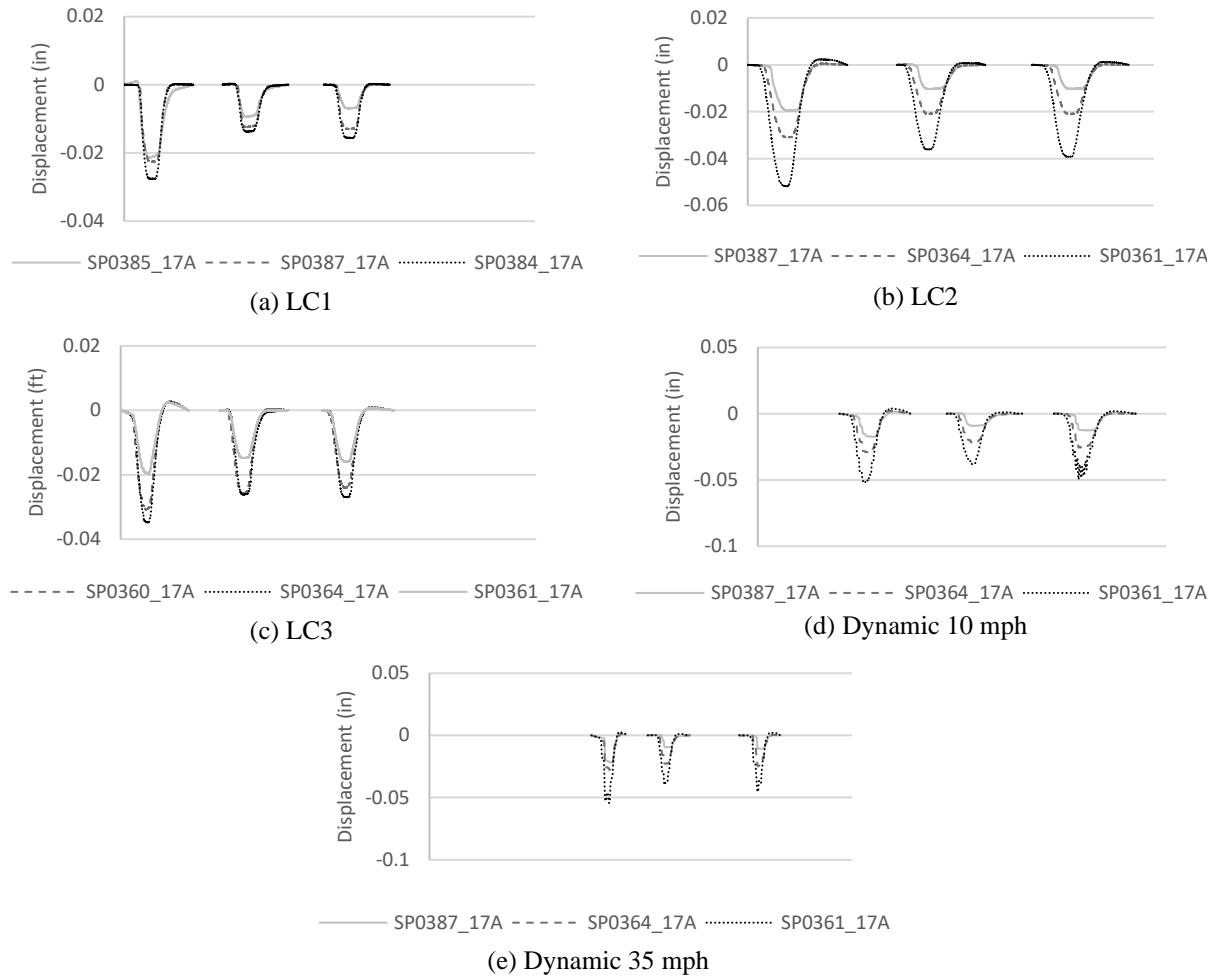 0.02
0
-0.02
-0.04
Displacement (in)
SP0385_17A SP0387_17A SP0384_17A
(a) LC1
0.02
0
-0.02
-0.04
-0.06
Displacement (in)
SP0387_17A SP0364_17A SP0361_17A
(b) LC2
0.02
0
-0.02
-0.04
Displacement (ft)
SP0360_17A SP0364_17A SP0361_17A
(c) LC3
0.05
0
-0.05
-0.1
Displacement (in)
SP0387_17A SP0364_17A SP0361_17A
(d) Dynamic 10 mph
0.05
0
-0.05
-0.1
Displacement (in)
SP0387_17A SP0364_17A SP0361_17A
(e) Dynamic 35 mph